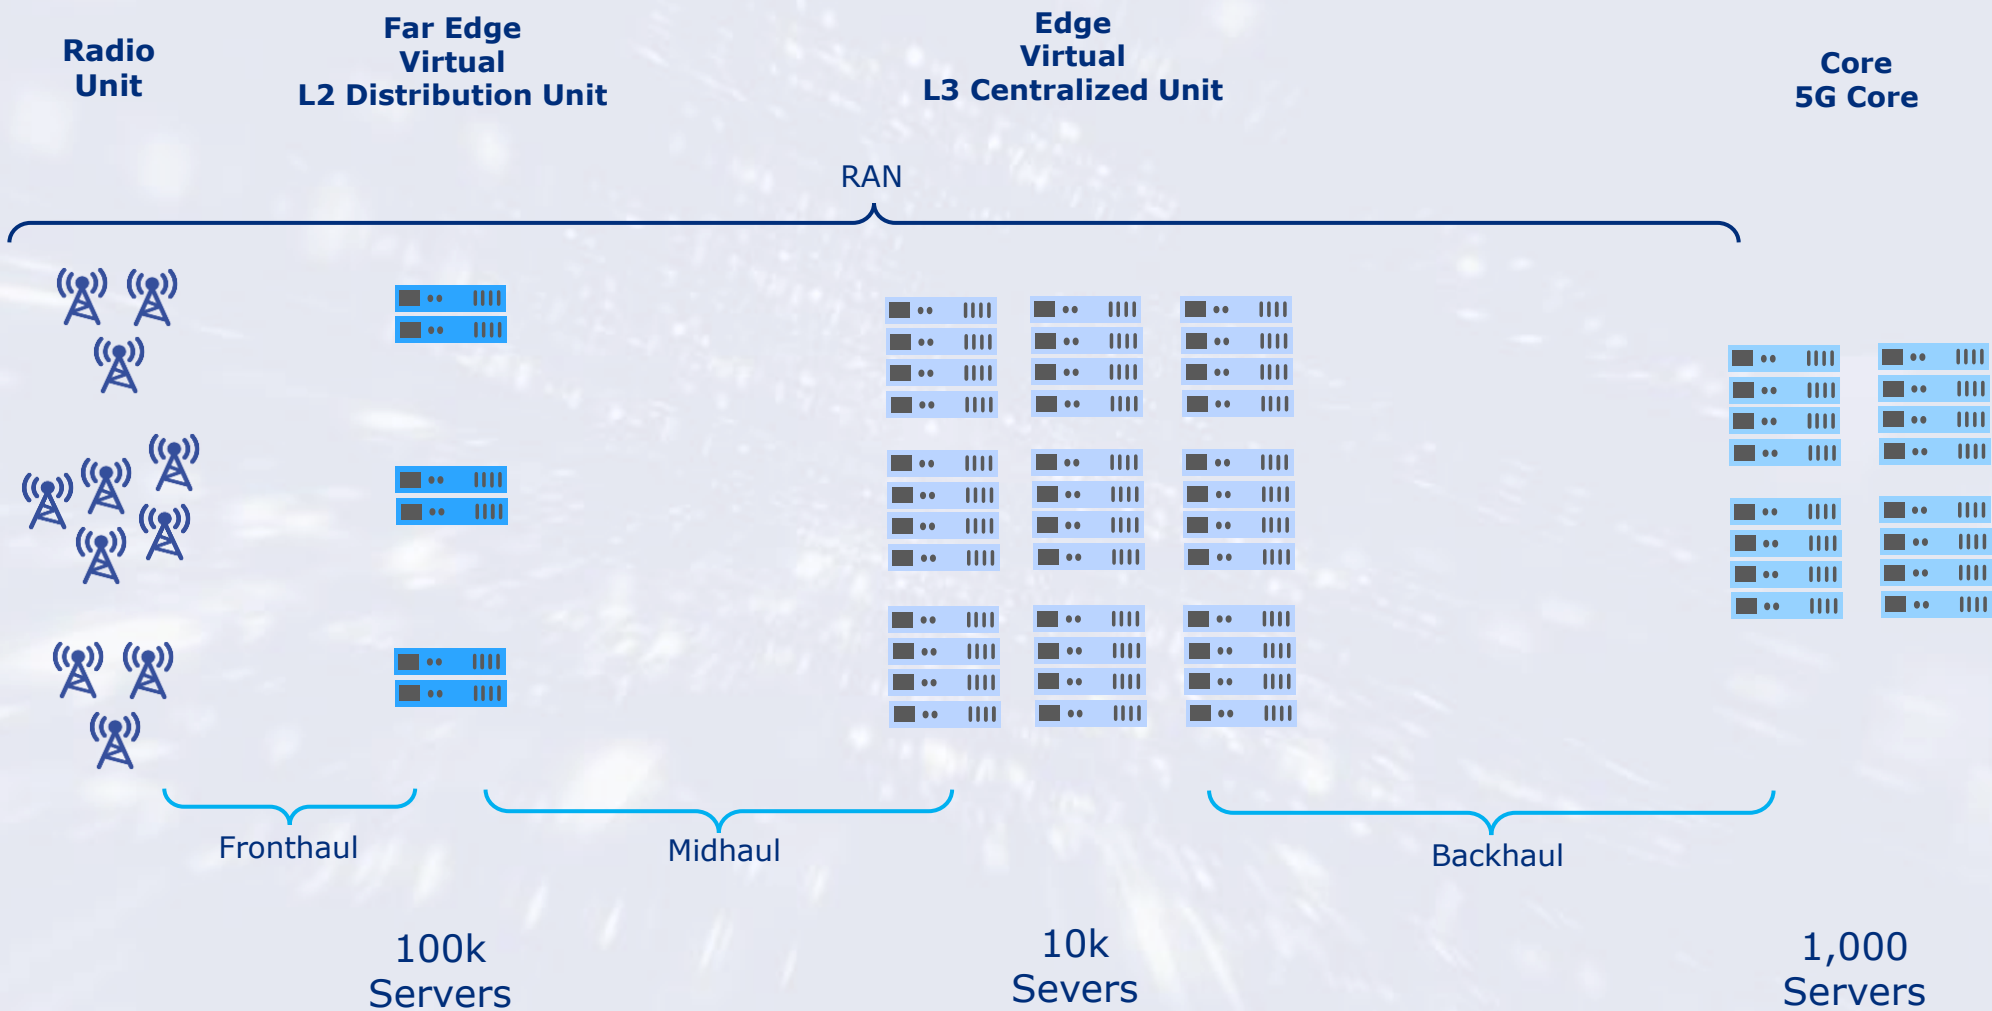 Radio
Unit
Far Edge
Virtual
L2 Distribution Unit
Edge
Virtual
L3 Centralized Unit
Core
5G Core
RAN
Fronthaul
Midhaul
Backhaul
100k
Servers
10k
Severs
1,000
Servers